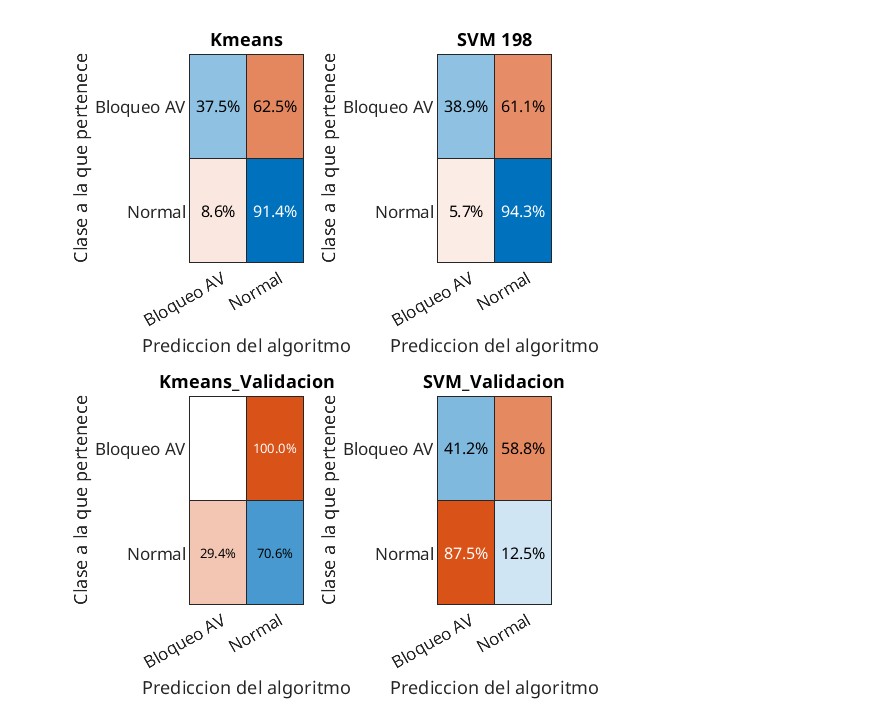 Kmeans
Clase a la que pertenece
Bloqueo AV 37.5% 62.5%
Normal 8.6% 91.4%
Bloqueo AV Normal
Prediccion del algoritmo
SVM 198
Clase a la que pertenece
Bloqueo AV 38.9% 61.1%
Normal 5.7% 94.3%
Bloqueo AV Normal
Prediccion del algoritmo
Kmeans_Validacion
Clase a la que pertenece
Bloqueo AV 100.0%
Normal 29.4% 70.6%
Bloqueo AV Normal
Prediccion del algoritmo
SVM_Validacion
Clase a la que pertenece
Bloqueo AV 41.2% 58.8%
Normal 87.5% 12.5%
Bloqueo AV Normal
Prediccion del algoritmo